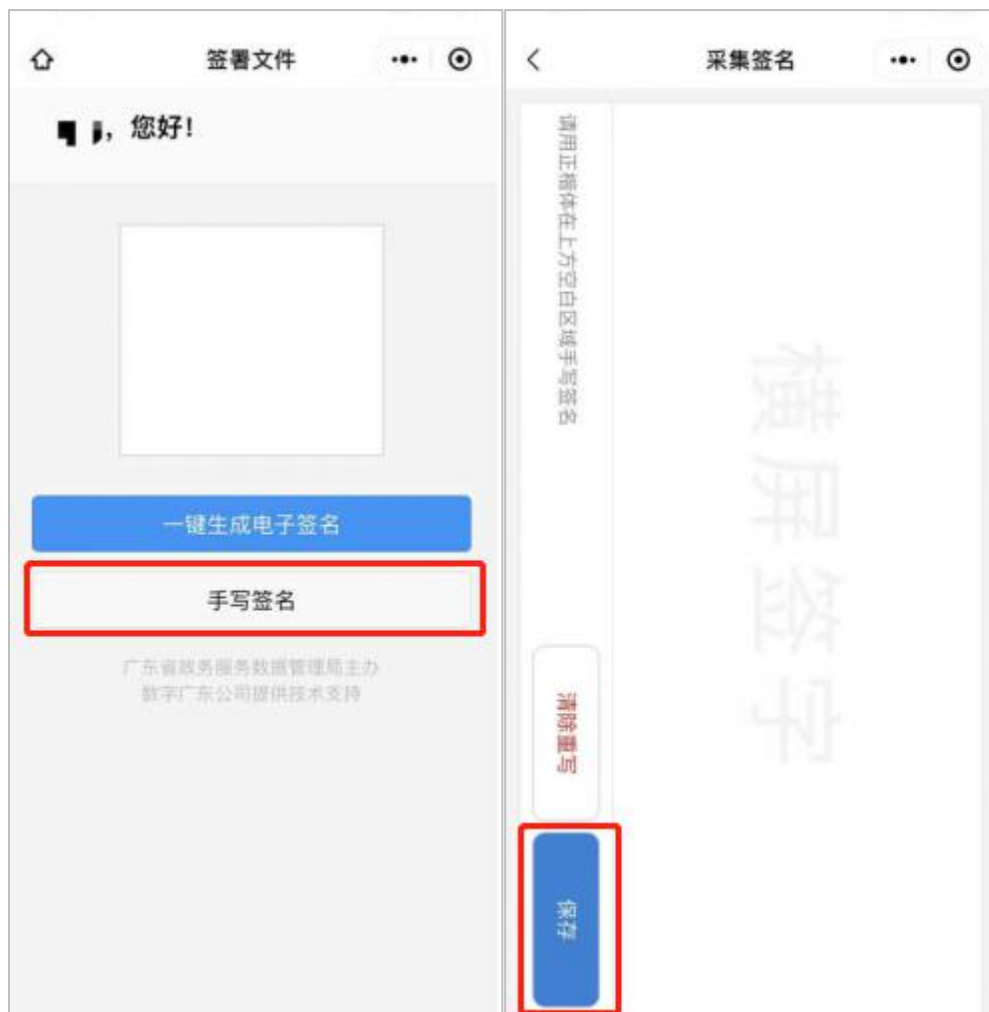 签署文件
，您好！
一键生成电子签名
手写签名
广东省政务服务数据管理局主办
数字广东公司提供技术支持
采集签名
请用正楷体在上方空白区域手写签名
横屏签字
清除重写
保存